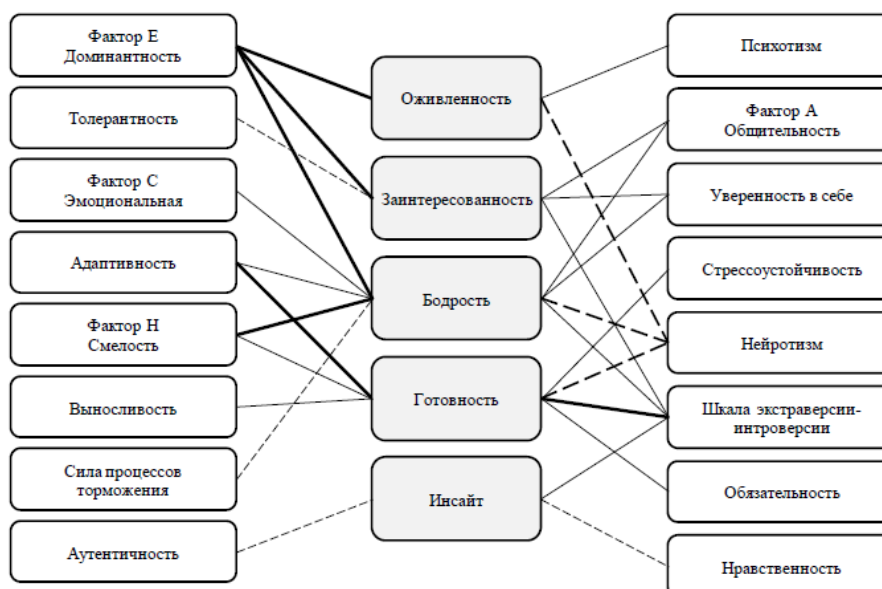 Фактор Е
Доминантность
Толерантность
Фактор С
Эмоциональная
Адаптивность
Фактор Н
Смелость
Выносливость
Сила процессов
торможения
Аутентичность
Оживленность
Заинтересованность
Бодрость
Готовность
Инсайт
Психотизм
Фактор А
Общительность
Уверенность в себе
Стрессоустойчивость
Нейротизм
Шкала экстраверсии-
интроверсии
Обязательность
Нравственность